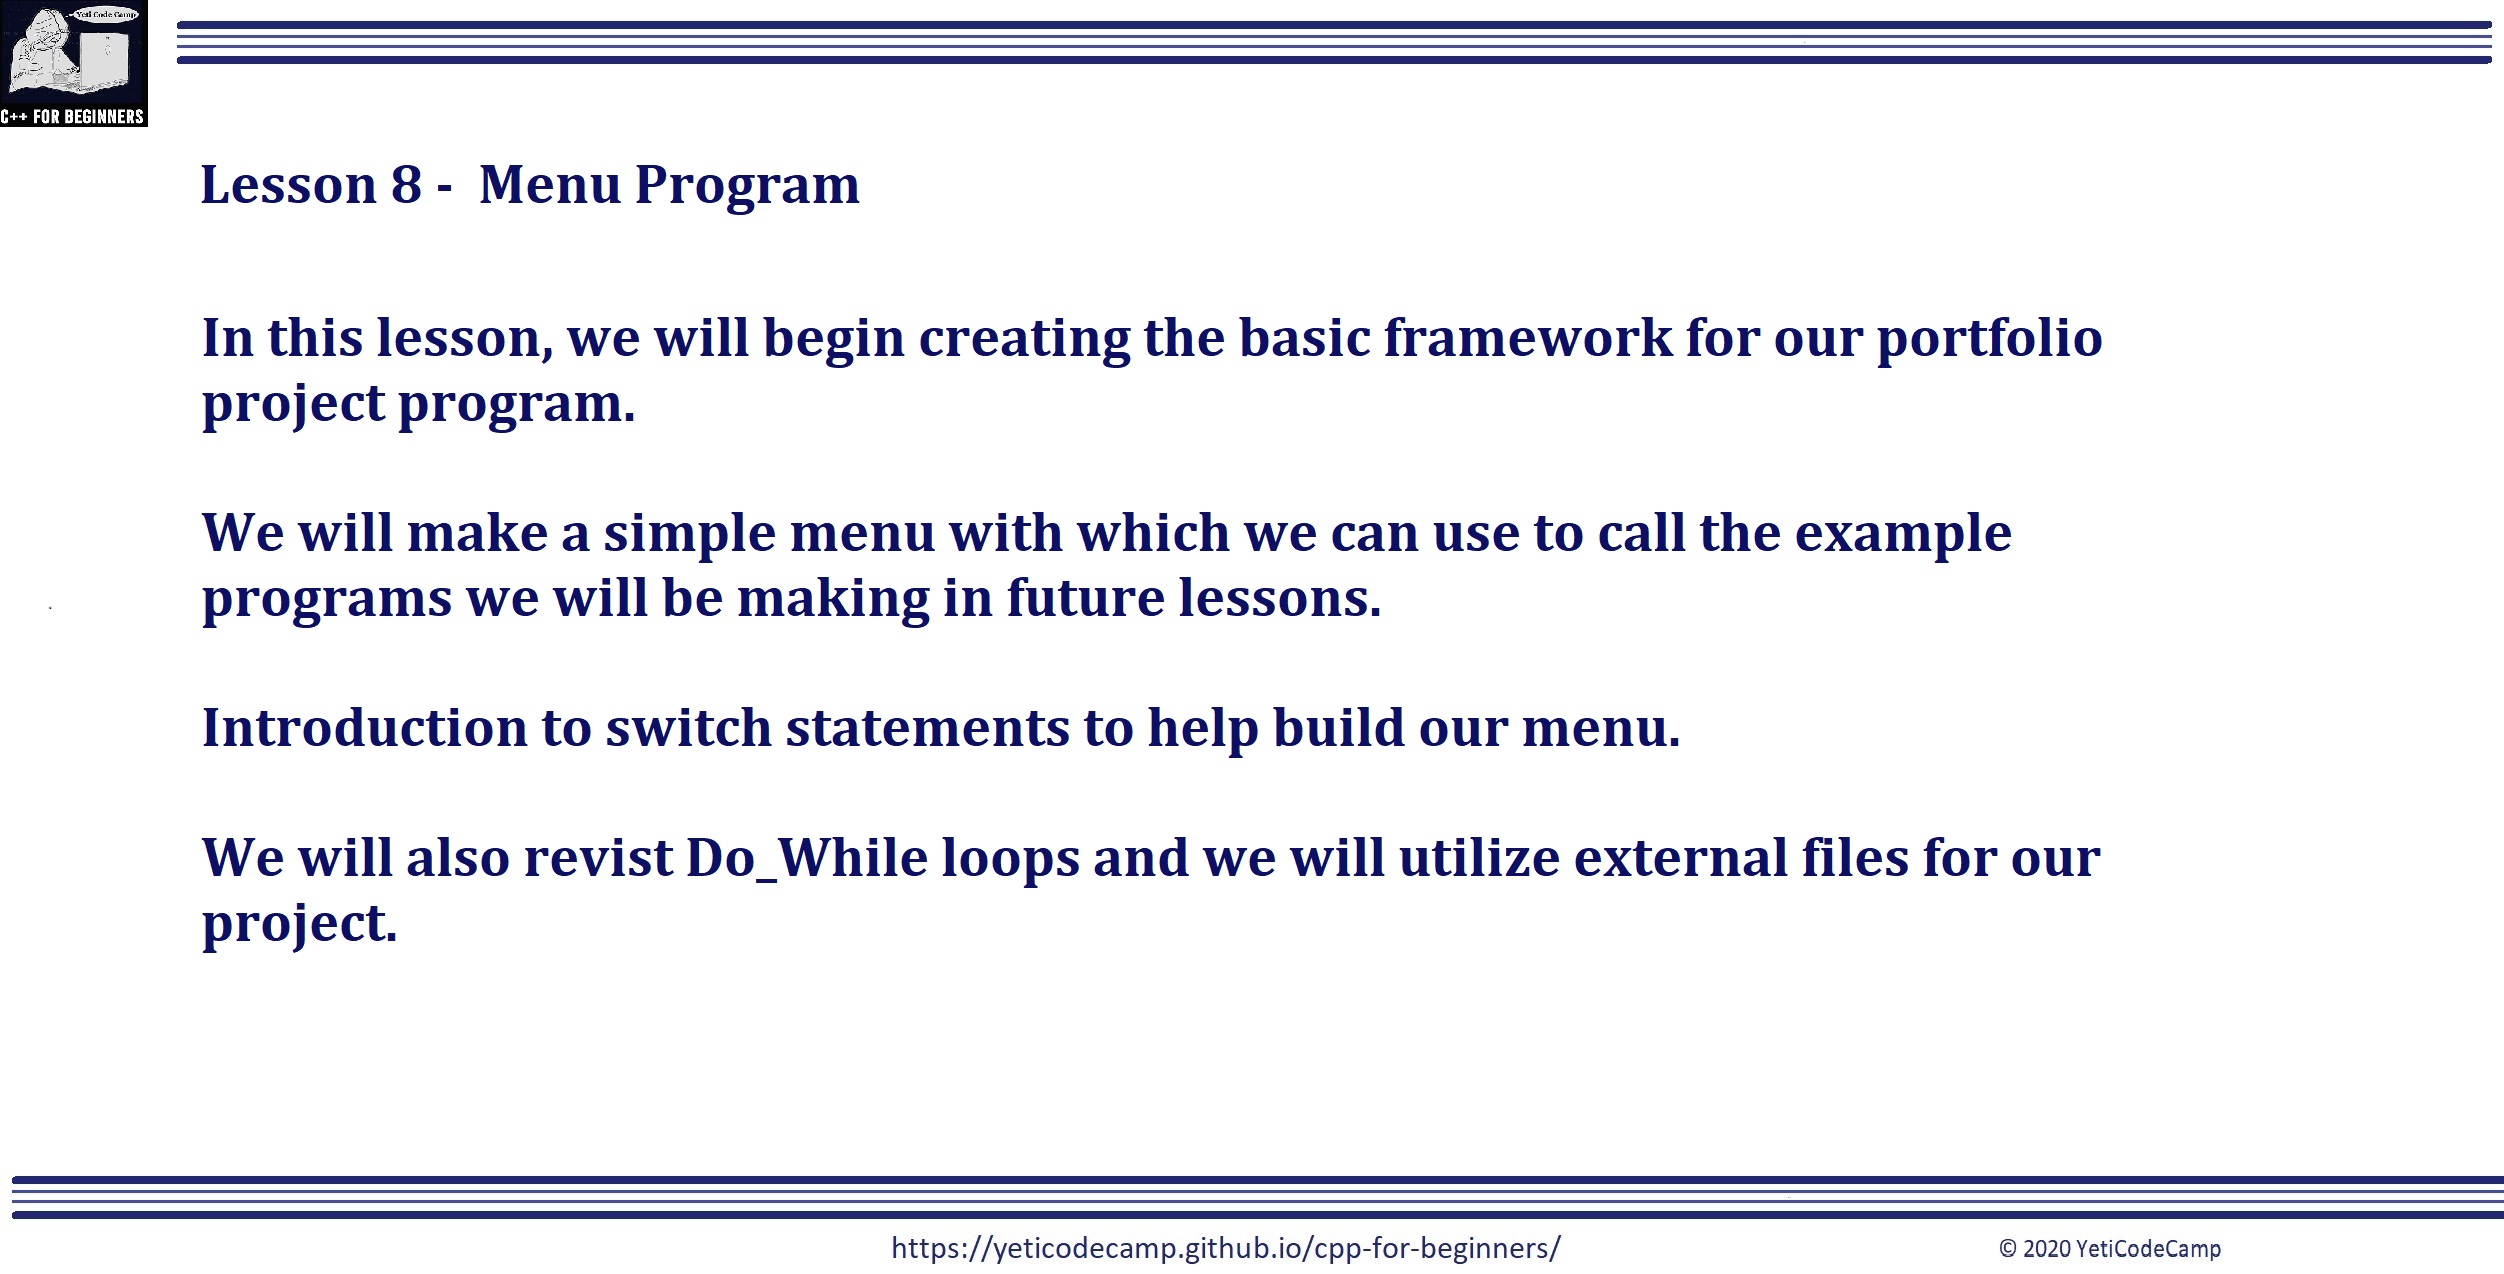 Yeti Code Camp
C++ FOR BEGINNERS
Lesson 8 -  Menu Program
In this lesson, we will begin creating the basic framework for our portfolio
project program.
We will make a simple menu with which we can use to call the example
programs we will be making in future lessons.
Introduction to switch statements to help build our menu.
We will also revist Do_While loops and we will utilize external files for our
project.
https://yeticodecamp.github.io/cpp-for-beginners/
© 2020 YetiCodeCamp